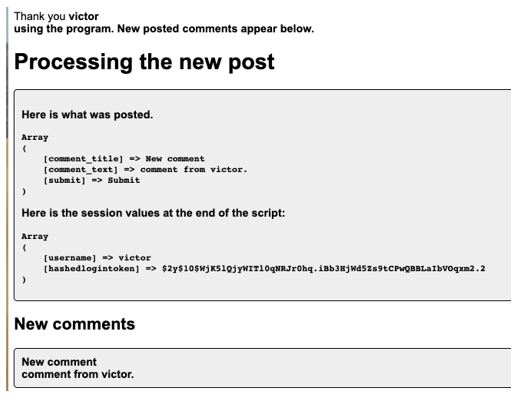 Thank you victor
using the program. New posted comments appear below.
Processing the new post
Here is what was posted.
Array
(
[comment_title] => New comment
[comment_text] => comment from victor.
[submit] => Submit
)
Here is the session values at the end of the script:
Array
(
[username] => victor
[hashedlogintoken] => $2y$10$WjK5lQjyWITl0qNRJr0hq.iBb3HjWd5Zs9tCPwQBBLaIbVOqxm2.2
)
New comments
New comment
comment from victor.